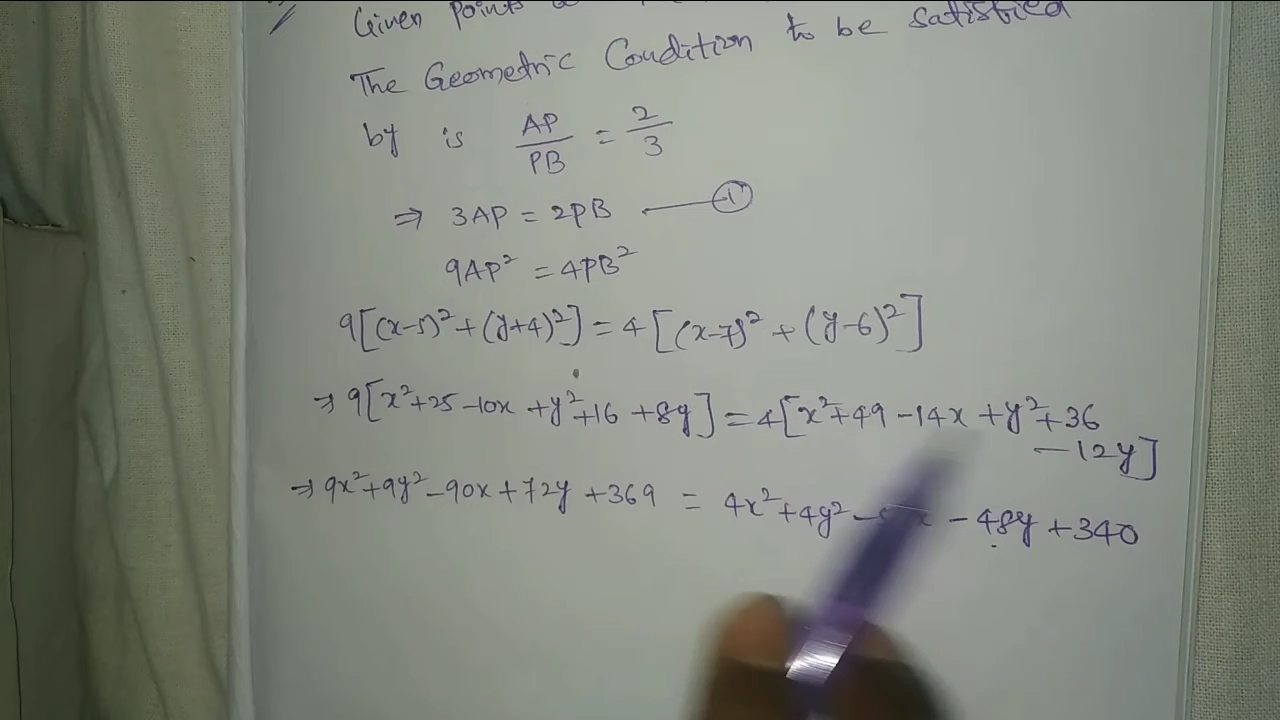 Given Points
The Geometric Condition to be satisfied
by is AP/PB = 2/3
⇒ 3AP = 2PB —— ①
9AP² = 4PB²
9[(x-5)² + (y+4)²] = 4[(x-7)² + (y-6)²]
⇒ 9[x²+25-10x+y²+16+8y] = 4[x²+49-14x+y²+36
-12y]
⇒ 9x²+9y²-90x+72y+369 = 4x²+4y²- x - 48y + 340